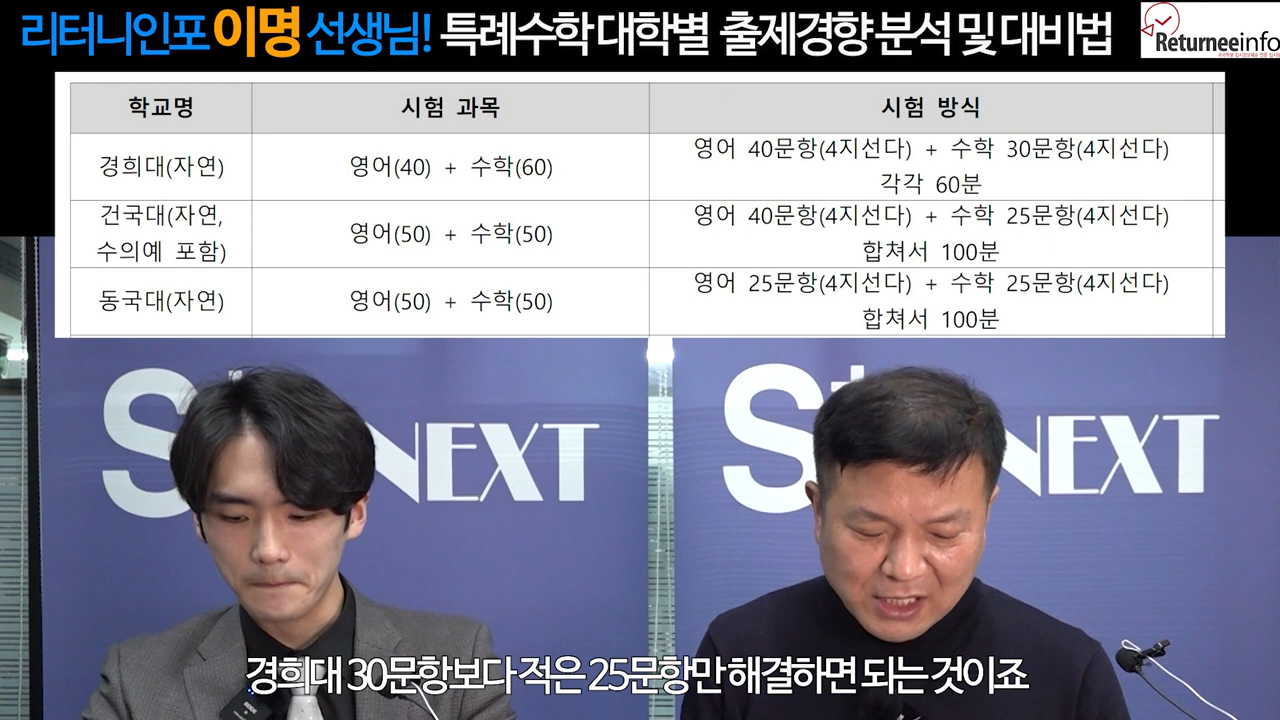 리터니인포 이명 선생님! 특례수학 대학별 출제경향 분석 및 대비법
Returneeinfo
학교명 시험 과목 시험 방식
경희대(자연) 영어(40) + 수학(60) 영어 40문항(4지선다) + 수학 30문항(4지선다)
각각 60분
건국대(자연, 영어(50) + 수학(50) 영어 40문항(4지선다) + 수학 25문항(4지선다)
수의예 포함) 합쳐서 100분
동국대(자연) 영어(50) + 수학(50) 영어 25문항(4지선다) + 수학 25문항(4지선다)
합쳐서 100분
NEXT
NEXT
경희대 30문항보다 적은 25문항만 해결하면 되는 것이죠